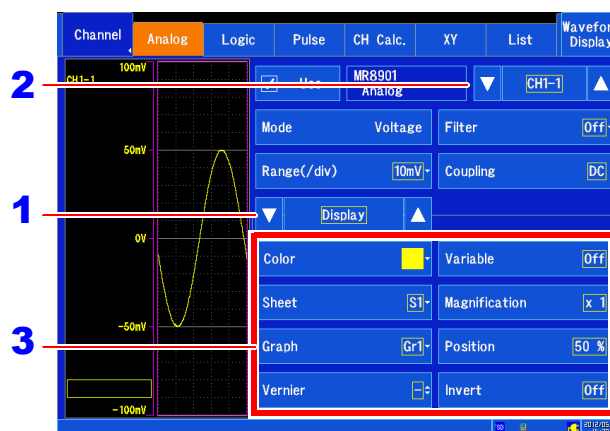 Channel Analog Logic Pulse CH Calc. XY List Wavefor
Display
2
CH1-1 100mV
Use MR8901
Analog
CH1-1
Mode Voltage Filter Off
50mV
Range(/div) 10mV Coupling DC
1
Display
0V
Color Variable Off
Sheet S1 Magnification x 1
3
Graph Gr1 Position 50 %
-50mV
Vernier Invert Off
-100mV
SD